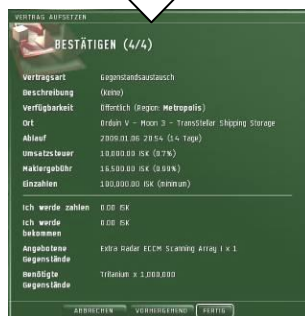 VERTRAG AUFSETZEN
BESTÄTIGEN (4/4)
Vertragsart Gegenstandsaustausch
Beschreibung (keine)
Verfügbarkeit Öffentlich (Region: Metropolis)
Ort Orduin V - Moon 3 - TransStellar Shipping Storage
Ablauf 2009.01.06 20:54 (14 Tage)
Umsatzsteuer 10,000.00 ISK (0.7%)
Maklergebühr 16,500.00 ISK (0.80%)
Einzahlen 100,000.00 ISK (minimum)
Ich werde zahlen 0.00 ISK
Ich werde bekommen 0.00 ISK
Angebotene Gegenstände Extra Radar ECCM Scanning Array I x 1
Benötigte Gegenstände Tritanium x 1,000,000
ABBRECHEN VORHERGEHEND FERTIG